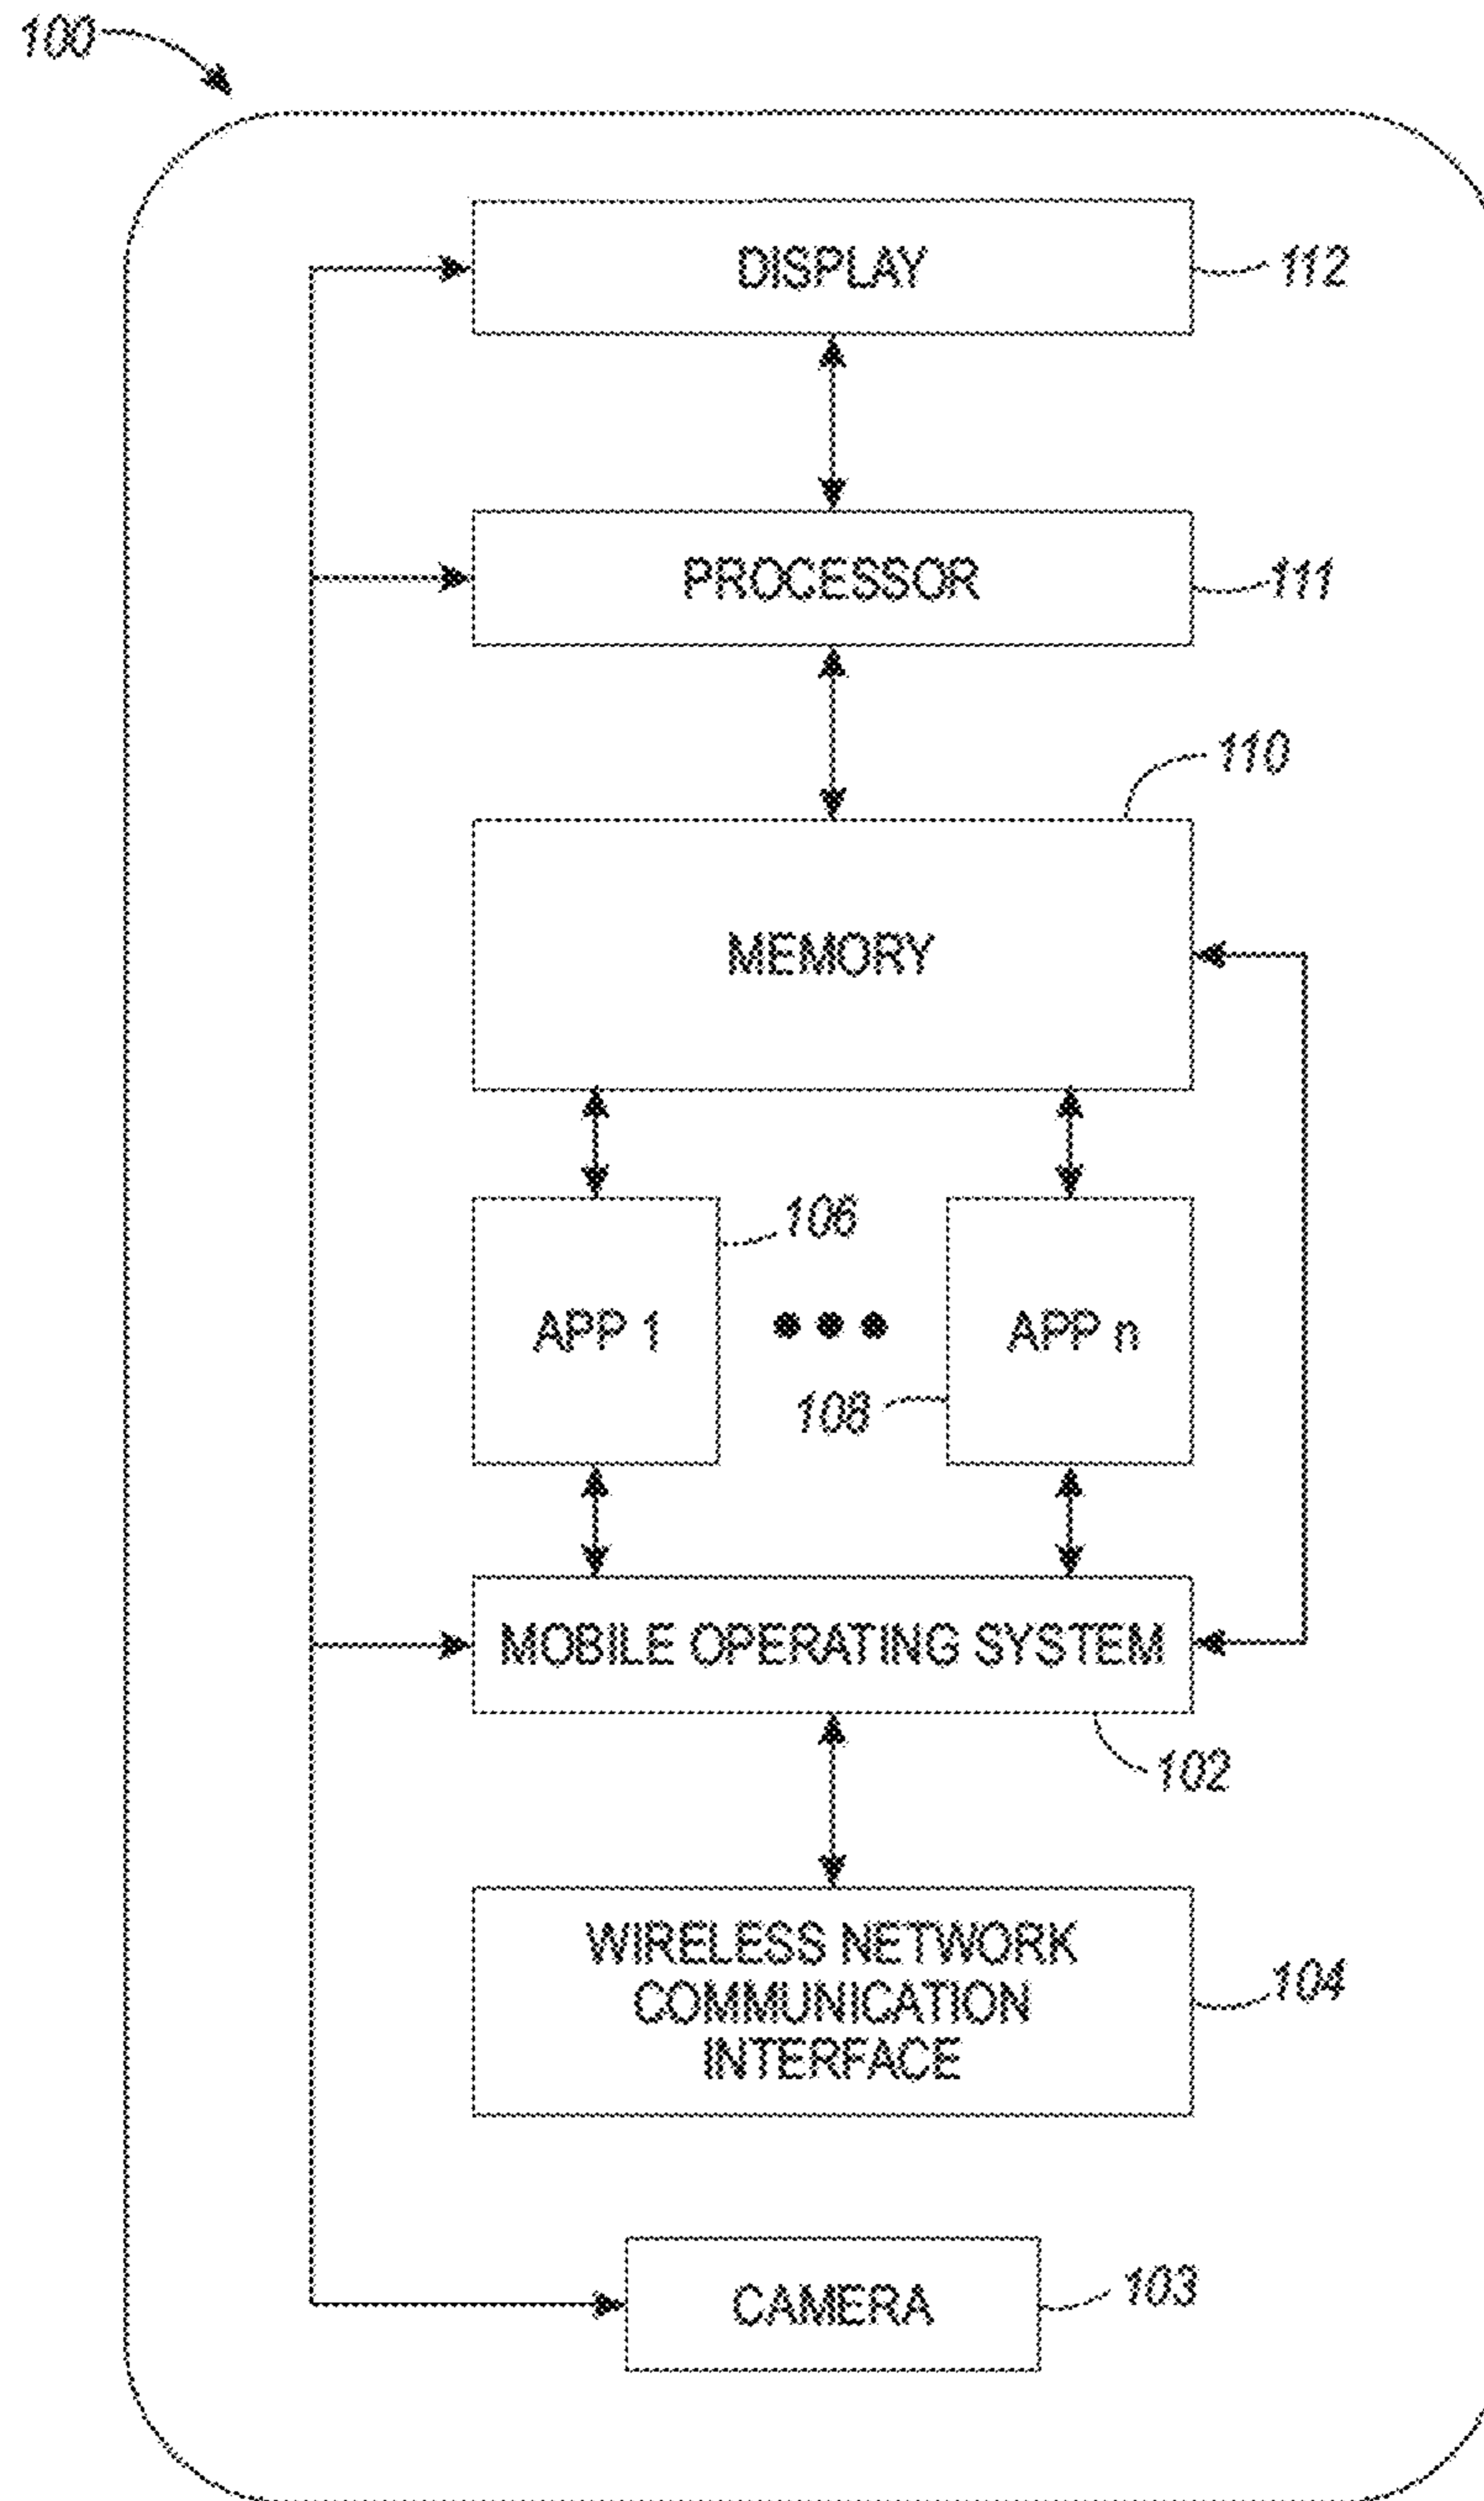 100
DISPLAY
112
PROCESSOR
111
110
MEMORY
106
APP 1
APP n
108
MOBILE OPERATING SYSTEM
102
WIRELESS NETWORK
COMMUNICATION
INTERFACE
104
CAMERA
103